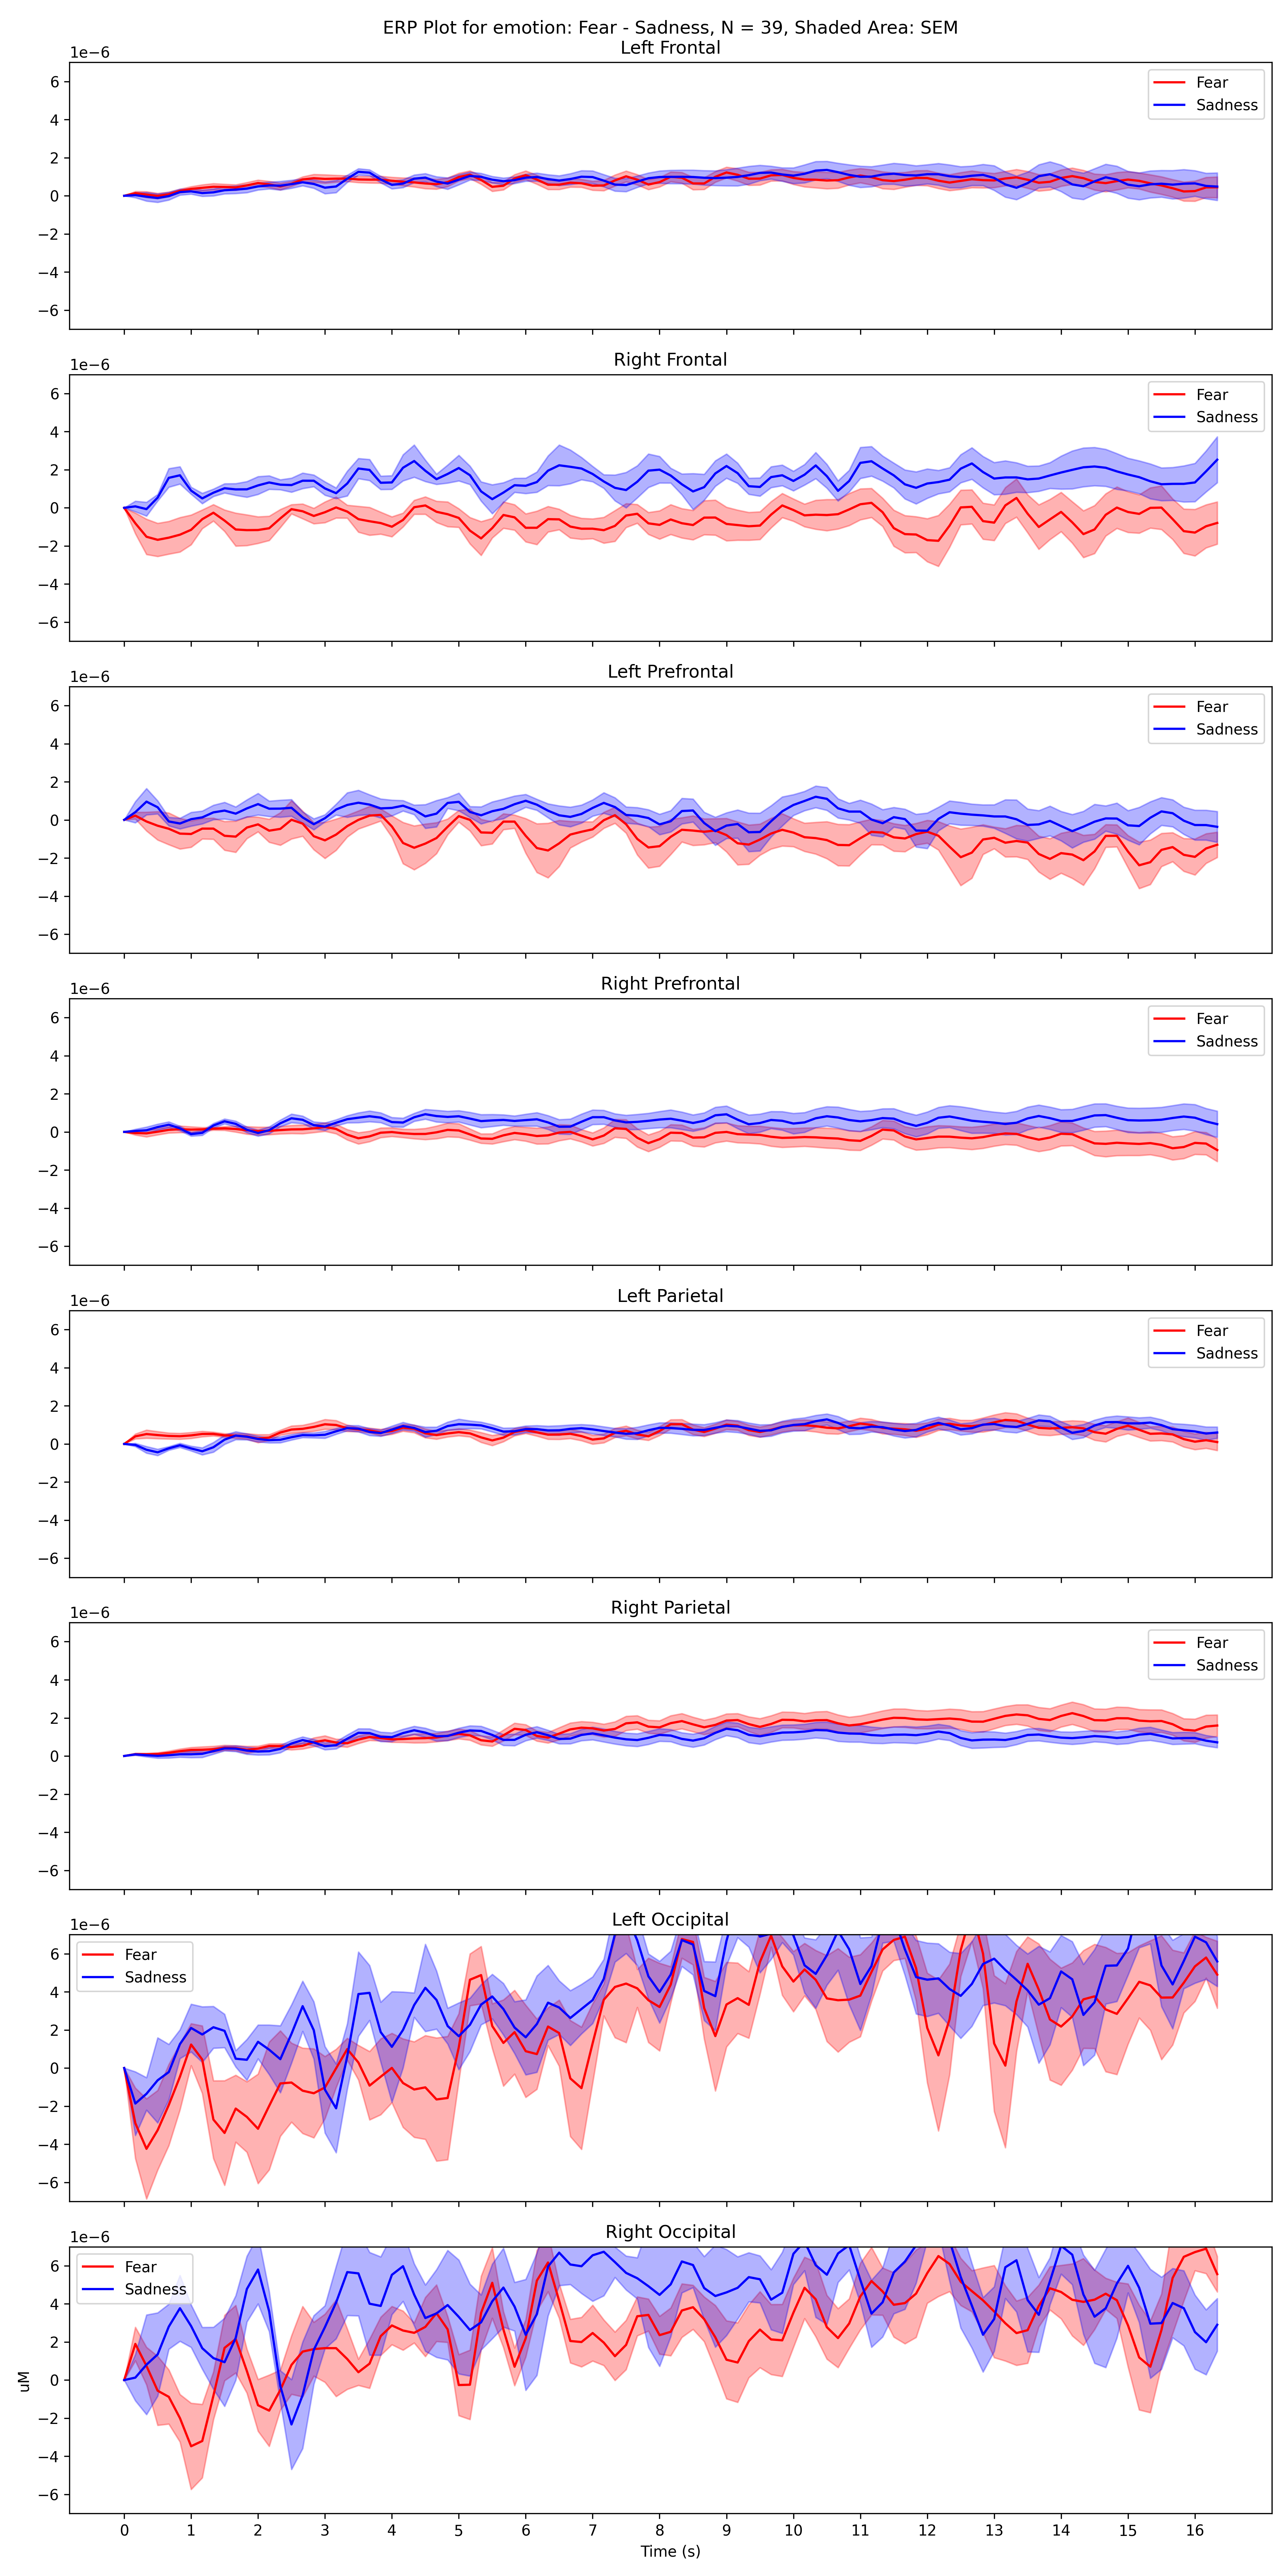 ERP Plot for emotion: Fear - Sadness, N = 39, Shaded Area: SEM
Left Frontal
1e−6
6
4
2
0
−2
−4
−6
Fear
Sadness
Right Frontal
1e−6
6
4
2
0
−2
−4
−6
Fear
Sadness
Left Prefrontal
1e−6
6
4
2
0
−2
−4
−6
Fear
Sadness
Right Prefrontal
1e−6
6
4
2
0
−2
−4
−6
Fear
Sadness
Left Parietal
1e−6
6
4
2
0
−2
−4
−6
Fear
Sadness
Right Parietal
1e−6
6
4
2
0
−2
−4
−6
Fear
Sadness
Left Occipital
1e−6
6
4
2
0
−2
−4
−6
Fear
Sadness
Right Occipital
1e−6
6
4
2
0
−2
−4
−6
Fear
Sadness
uM
0 1 2 3 4 5 6 7 8 9 10 11 12 13 14 15 16
Time (s)